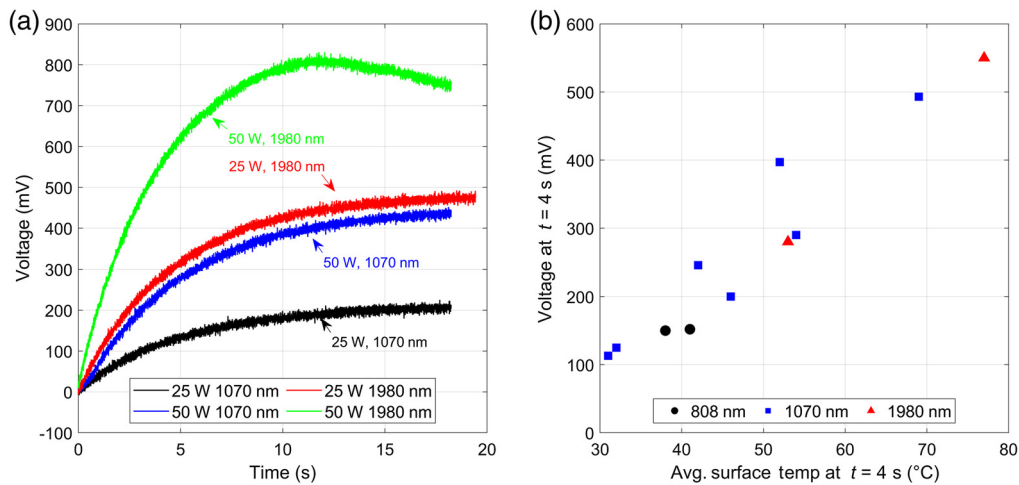 (a)
900
800
700
600
500
400
300
200
100
0
-100
Voltage (mV)
50 W, 1980 nm
25 W, 1980 nm
50 W, 1070 nm
25 W, 1070 nm
25 W 1070 nm 25 W 1980 nm
50 W 1070 nm 50 W 1980 nm
0 5 10 15 20
Time (s)
(b)
600
500
400
300
200
100
0
Voltage at t = 4 s (mV)
808 nm 1070 nm 1980 nm
30 40 50 60 70 80
Avg. surface temp at t = 4 s (°C)